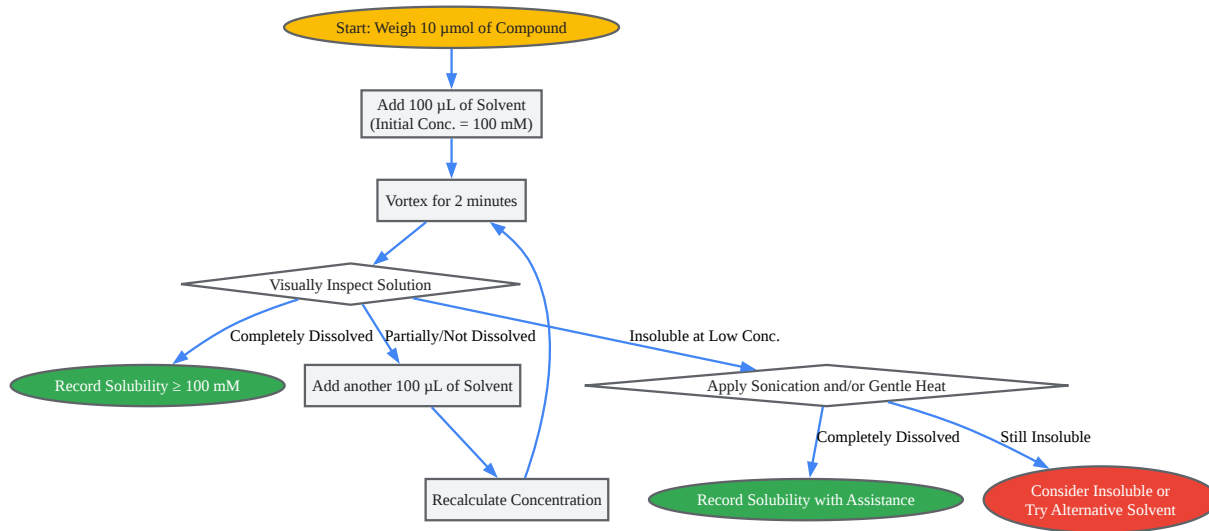 Start: Weigh 10 µmol of Compound
Add 100 µL of Solvent
(Initial Conc. = 100 mM)
Vortex for 2 minutes
Visually Inspect Solution
Completely Dissolved
Partially/Not Dissolved
Insoluble at Low Conc.
Record Solubility ≥ 100 mM
Add another 100 µL of Solvent
Apply Sonication and/or Gentle Heat
Completely Dissolved
Still Insoluble
Recalculate Concentration
Record Solubility with Assistance
Consider Insoluble or
Try Alternative Solvent